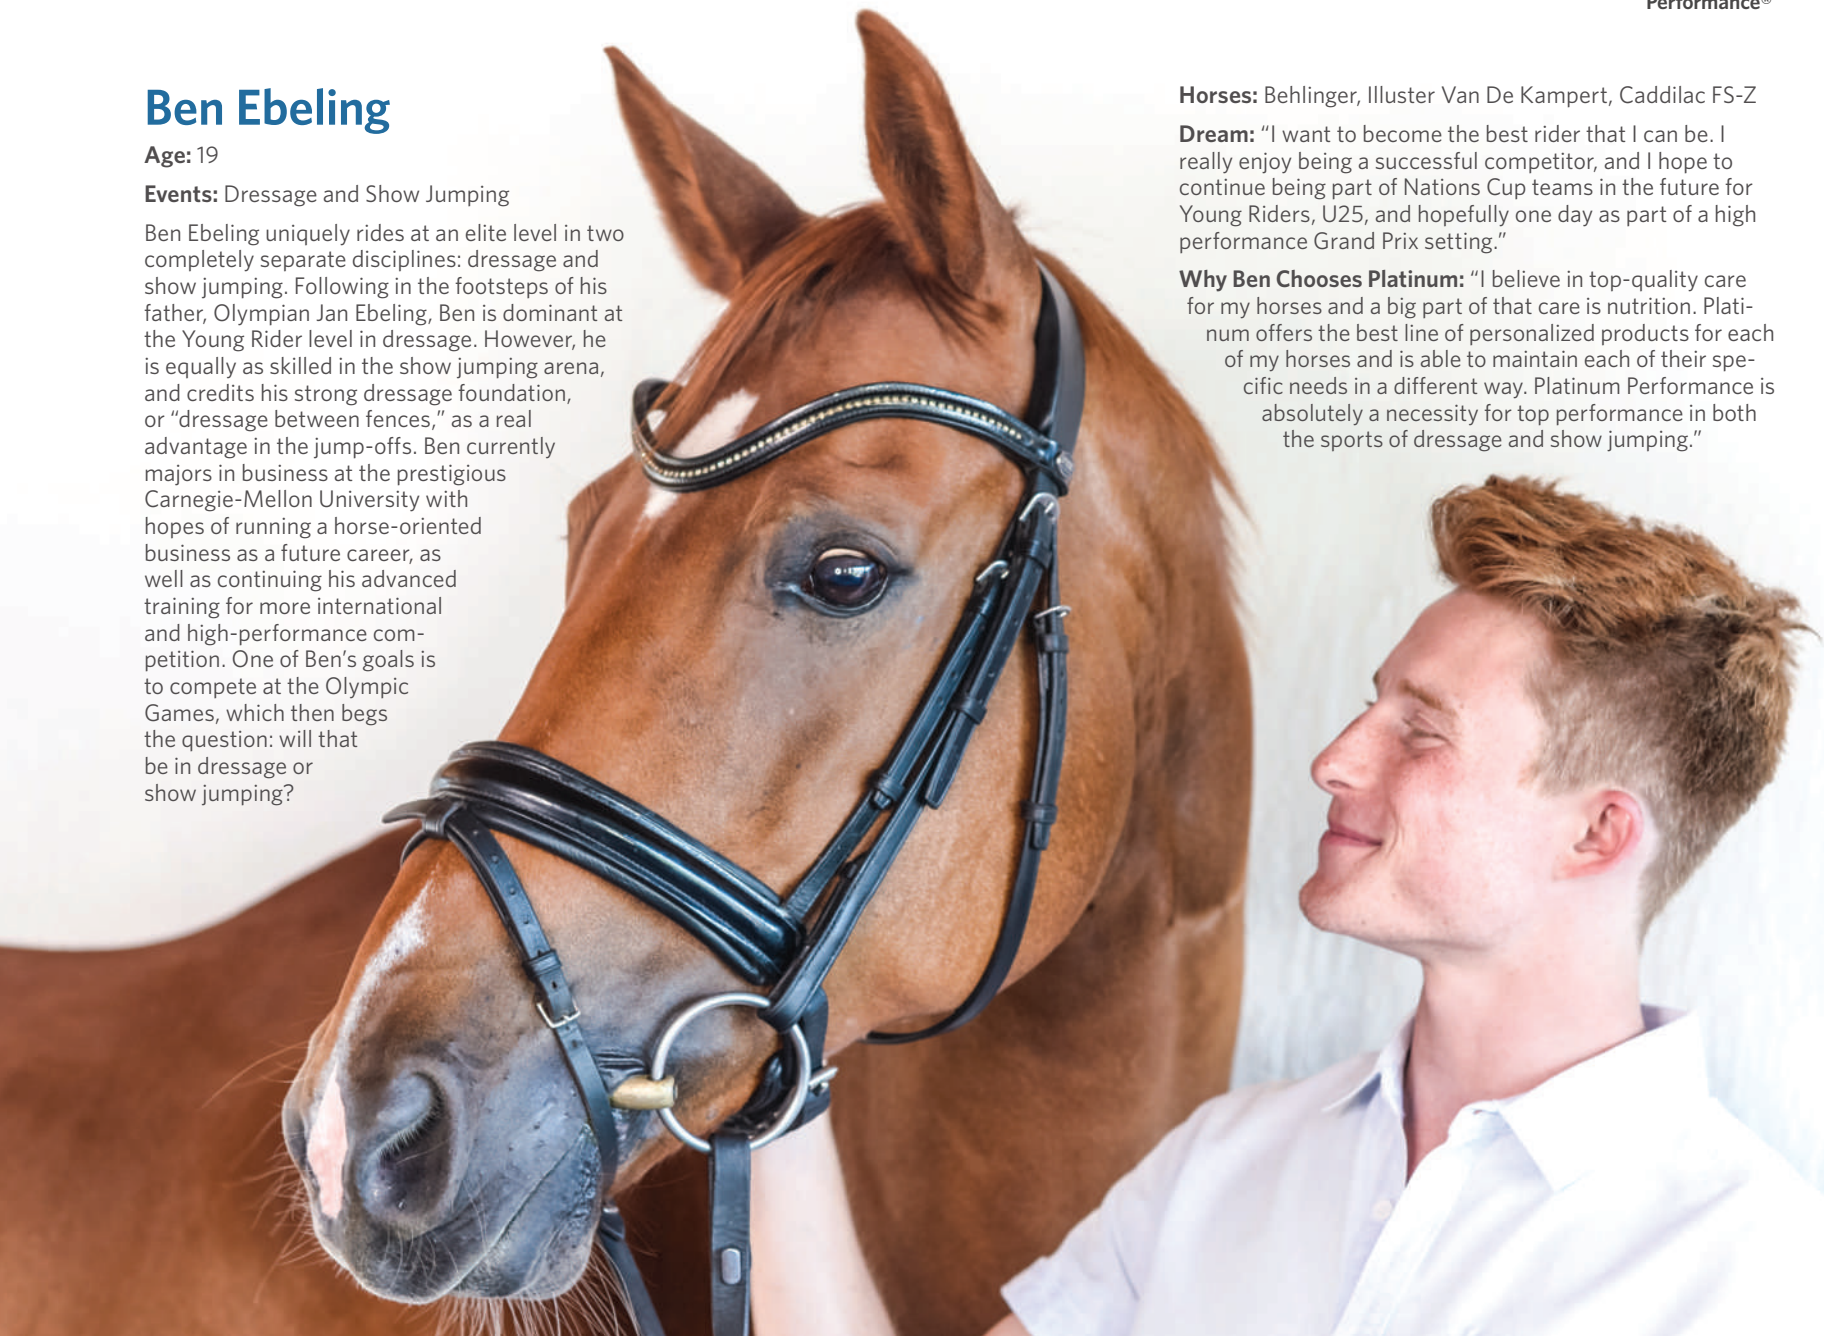 Performance®
Ben Ebeling
Age: 19
Events: Dressage and Show Jumping
Ben Ebeling uniquely rides at an elite level in two
completely separate disciplines: dressage and
show jumping. Following in the footsteps of his
father, Olympian Jan Ebeling, Ben is dominant at
the Young Rider level in dressage. However, he
is equally as skilled in the show jumping arena,
and credits his strong dressage foundation,
or “dressage between fences,” as a real
advantage in the jump-offs. Ben currently
majors in business at the prestigious
Carnegie-Mellon University with
hopes of running a horse-oriented
business as a future career, as
well as continuing his advanced
training for more international
and high-performance com-
petition. One of Ben’s goals is
to compete at the Olympic
Games, which then begs
the question: will that
be in dressage or
show jumping?
Horses: Behlinger, Illuster Van De Kampert, Caddilac FS-Z
Dream: “I want to become the best rider that I can be. I
really enjoy being a successful competitor, and I hope to
continue being part of Nations Cup teams in the future for
Young Riders, U25, and hopefully one day as part of a high
performance Grand Prix setting.”
Why Ben Chooses Platinum: “I believe in top-quality care
for my horses and a big part of that care is nutrition. Plati-
num offers the best line of personalized products for each
of my horses and is able to maintain each of their spe-
cific needs in a different way. Platinum Performance is
absolutely a necessity for top performance in both
the sports of dressage and show jumping.”